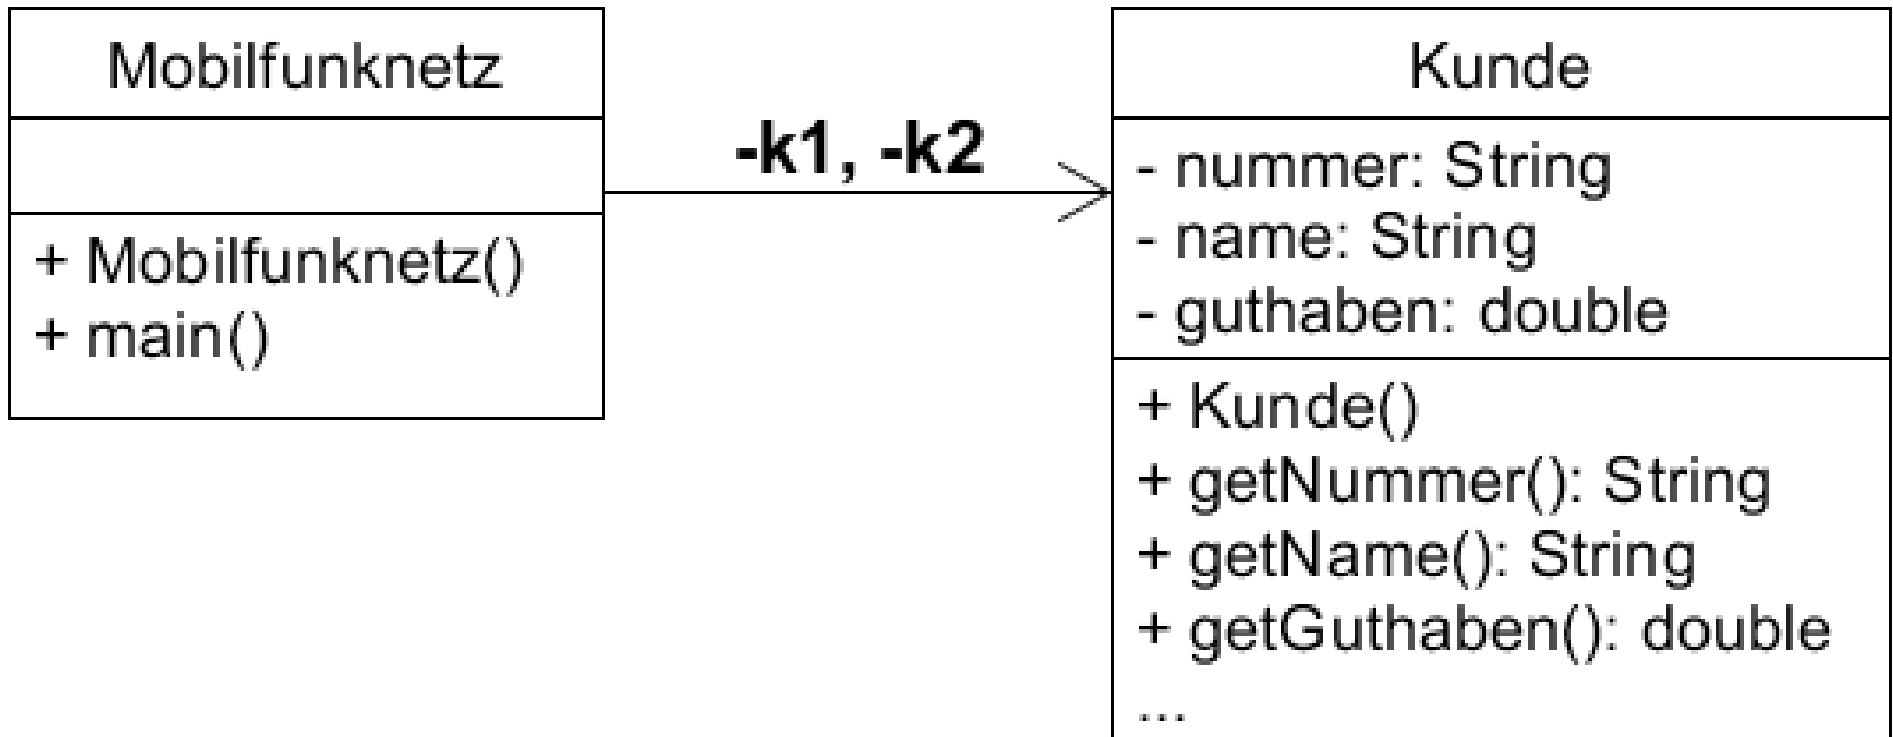 Mobilfunknetz
+ Mobilfunknetz()
+ main()
-k1, -k2
Kunde
- nummer: String
- name: String
- guthaben: double
+ Kunde()
+ getNummer(): String
+ getName(): String
+ getGuthaben(): double
...